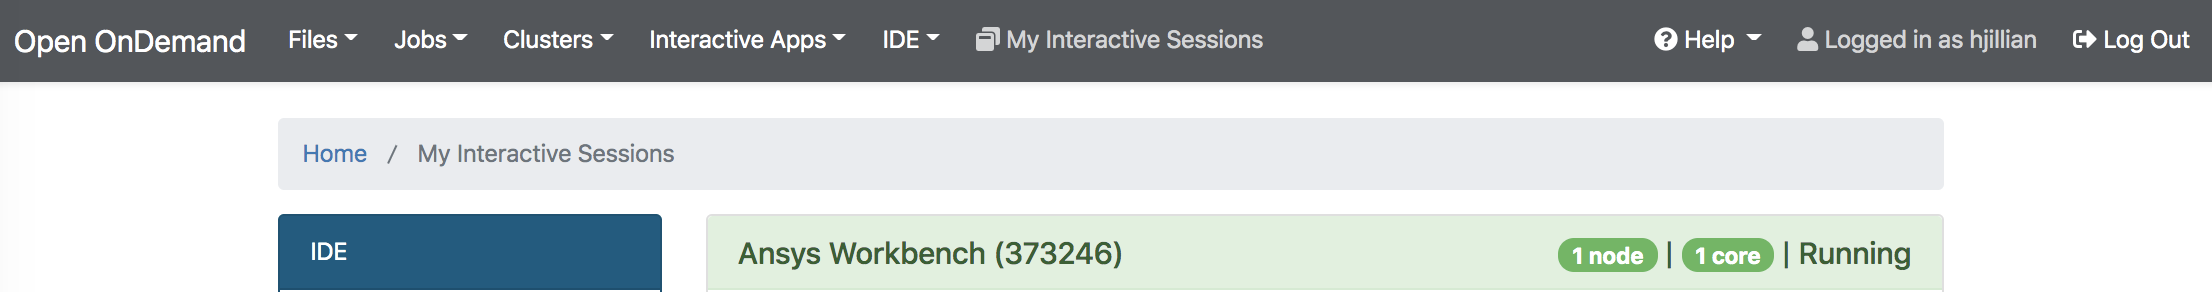 Open OnDemand Files Jobs Clusters Interactive Apps IDE My Interactive Sessions Help Logged in as hjillian Log Out
Home / My Interactive Sessions
IDE
Ansys Workbench (373246) 1 node | 1 core | Running